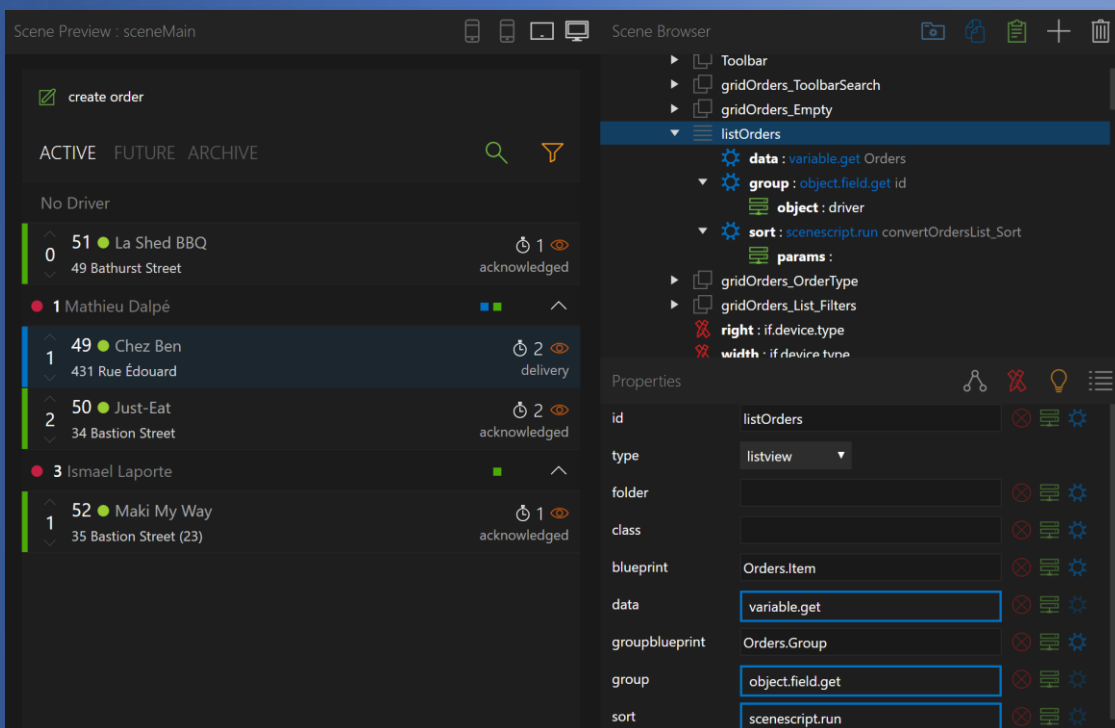 Scene Preview : sceneMain
create order
ACTIVE FUTURE ARCHIVE
No Driver
0
51 La Shed BBQ
49 Bathurst Street
1
acknowledged
1 Mathieu Dalpé
1
49 Chez Ben
431 Rue Édouard
2
delivery
2
50 Just-Eat
34 Bastion Street
2
acknowledged
3 Ismael Laporte
1
52 Maki My Way
35 Bastion Street (23)
1
acknowledged
Scene Browser
Toolbar
gridOrders_ToolbarSearch
gridOrders_Empty
listOrders
data : variable.get Orders
group : object.field.get id
object : driver
sort : scenescript.run convertOrdersList_Sort
params :
gridOrders_OrderType
gridOrders_List_Filters
right : if.device.type
width : if.device.type
Properties
id listOrders
type listview
folder
class
blueprint Orders.Item
data variable.get
groupblueprint Orders.Group
group object.field.get
sort scenescript.run